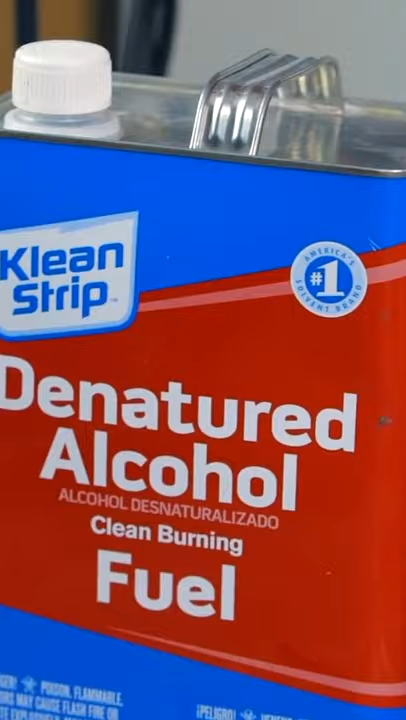 Klean
Strip
AMERICA'S
#1
SOLVENT BRAND
Denatured
Alcohol
ALCOHOL DESNATURALIZADO
Clean Burning
Fuel
POISON, FLAMMABLE.
MAY CAUSE FLASH FIRE OR
¡PELIGRO!